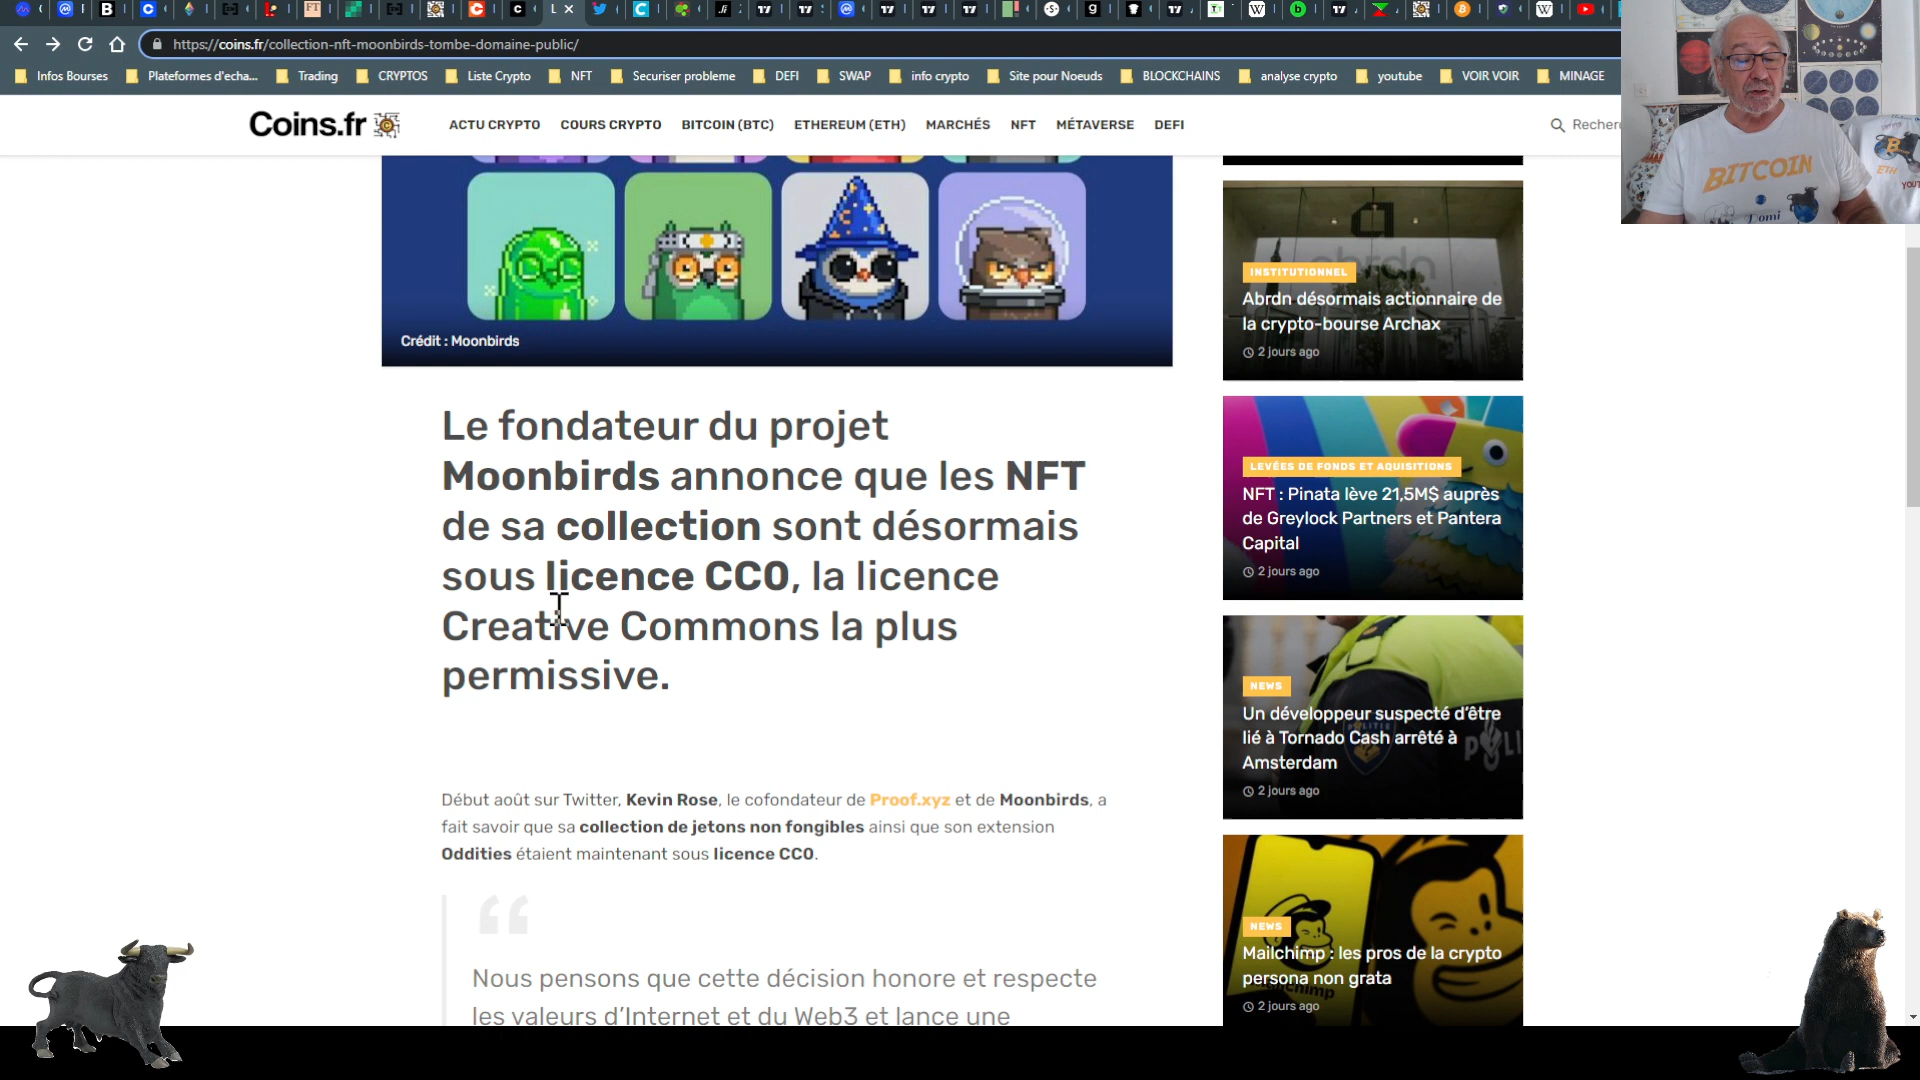 https://coins.fr/collection-nft-moonbirds-tombe-domaine-public/
Infos Bourses
Plateformes d'echa...
Trading
CRYPTOS
Liste Crypto
NFT
Securiser probleme
DEFI
SWAP
info crypto
Site pour Noeuds
BLOCKCHAINS
analyse crypto
youtube
VOIR VOIR
MINAGE
Coins.fr
ACTU CRYPTO
COURS CRYPTO
BITCOIN (BTC)
ETHEREUM (ETH)
MARCHÉS
NFT
MÉTAVERSE
DEFI
Recherc
BITCOIN
Domi
ETH
Crédit : Moonbirds
Le fondateur du projet
Moonbirds annonce que les NFT
de sa collection sont désormais
sous licence CC0, la licence
Creative Commons la plus
permissive.
Début août sur Twitter, Kevin Rose, le cofondateur de Proof.xyz et de Moonbirds, a
fait savoir que sa collection de jetons non fongibles ainsi que son extension
Oddities étaient maintenant sous licence CC0.
Nous pensons que cette décision honore et respecte
les valeurs d'Internet et du Web3 et lance une
abrdn
INSTITUTIONNEL
Abrdn désormais actionnaire de
la crypto-bourse Archax
2 jours ago
LEVÉES DE FONDS ET AQUISITIONS
NFT : Pinata lève 21,5M$ auprès
de Greylock Partners et Pantera
Capital
2 jours ago
NEWS
Un développeur suspecté d'être
lié à Tornado Cash arrêté à
Amsterdam
2 jours ago
NEWS
Mailchimp : les pros de la crypto
persona non grata
2 jours ago